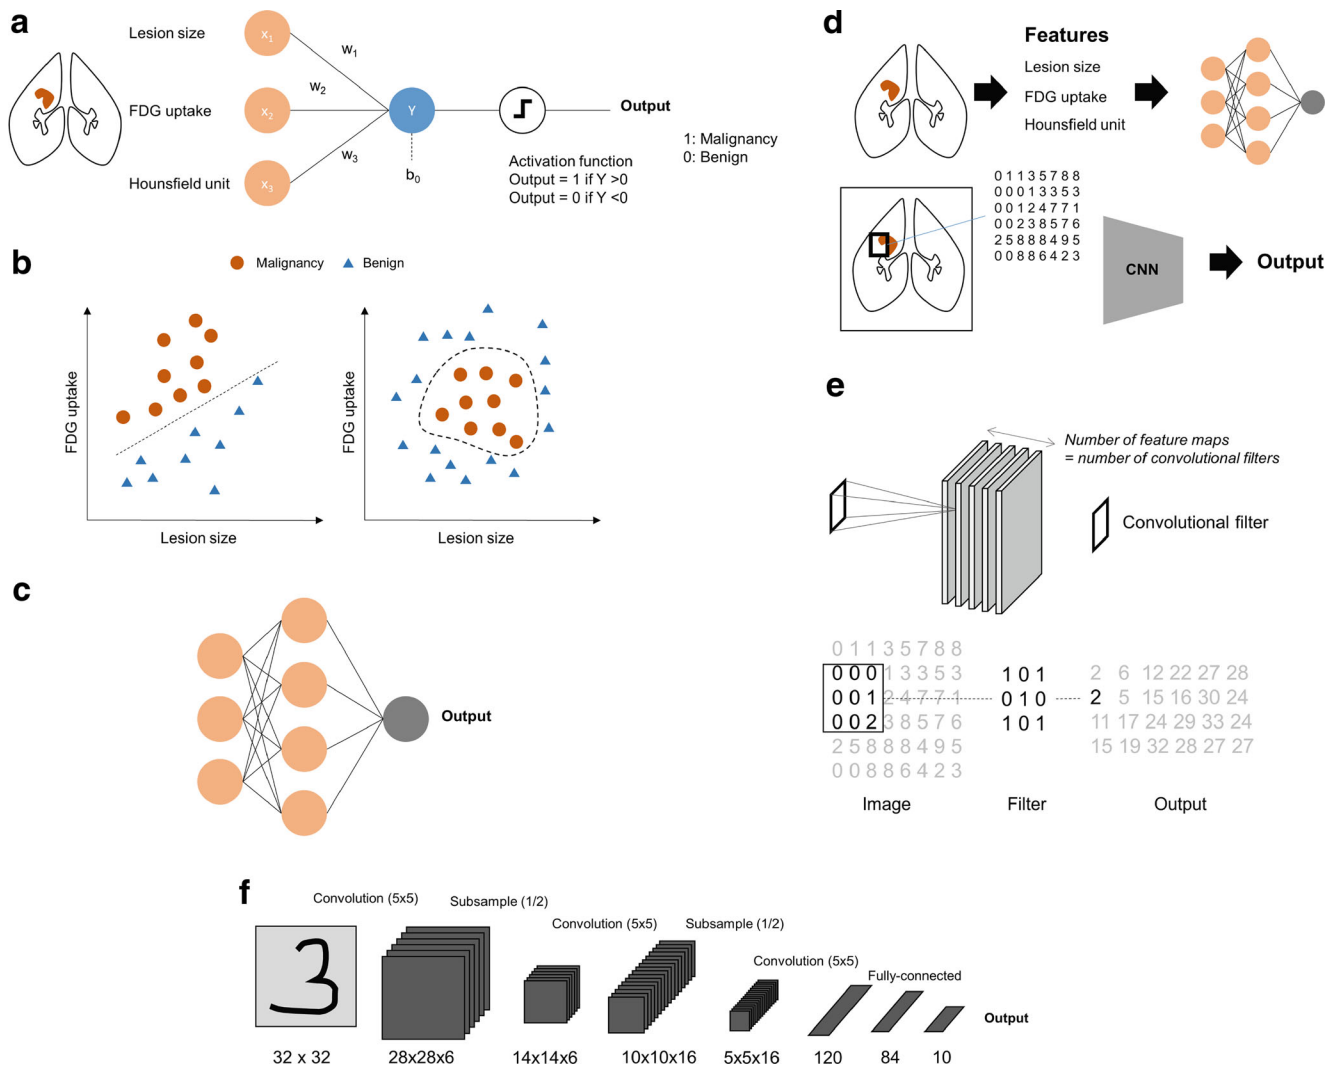 a
Lesion size
FDG uptake
Hounsfield unit
x1
x2
x3
w1
w2
w3
Y
b0
Output
Activation function
Output = 1 if Y >0
Output = 0 if Y <0
1: Malignancy
0: Benign
b
Malignancy
Benign
FDG uptake
Lesion size
FDG uptake
Lesion size
c
Output
d
Features
Lesion size
FDG uptake
Hounsfield unit
0 1 1 3 5 7 8 8
0 0 0 1 3 3 5 3
0 0 1 2 4 7 7 1
0 0 2 3 8 5 7 6
2 5 8 8 8 4 9 5
0 0 8 8 6 4 2 3
CNN
Output
e
Number of feature maps
= number of convolutional filters
Convolutional filter
0 1 1 3 5 7 8 8
0 0 0 1 3 3 5 3
0 0 1 2 4 7 7 1
0 0 2 3 8 5 7 6
2 5 8 8 8 4 9 5
0 0 8 8 6 4 2 3
Image
1 0 1
0 1 0
1 0 1
Filter
2 6 12 22 27 28
2 5 15 16 30 24
11 17 24 29 33 24
15 19 32 28 27 27
Output
f
Convolution (5x5)
Subsample (1/2)
Convolution (5x5)
Subsample (1/2)
Convolution (5x5)
Fully-connected
Output
32 x 32
28x28x6
14x14x6
10x10x16
5x5x16
120
84
10